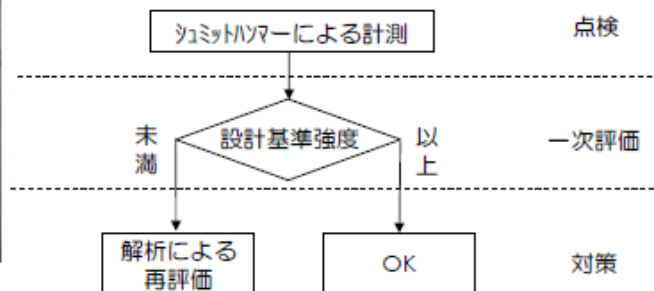 ｼｭﾐｯﾄﾊﾝﾏｰによる計測
点検
設計基準強度
未満
以上
一次評価
解析による
再評価
OK
対策